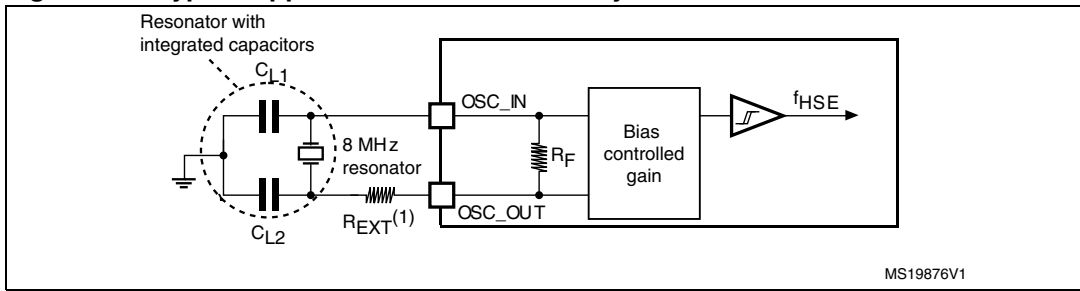 Resonator with
integrated capacitors
CL1
OSC_IN
fHSE
8 MHz
resonator
RF
Bias
controlled
gain
REXT(1)
OSC_OUT
CL2
MS19876V1